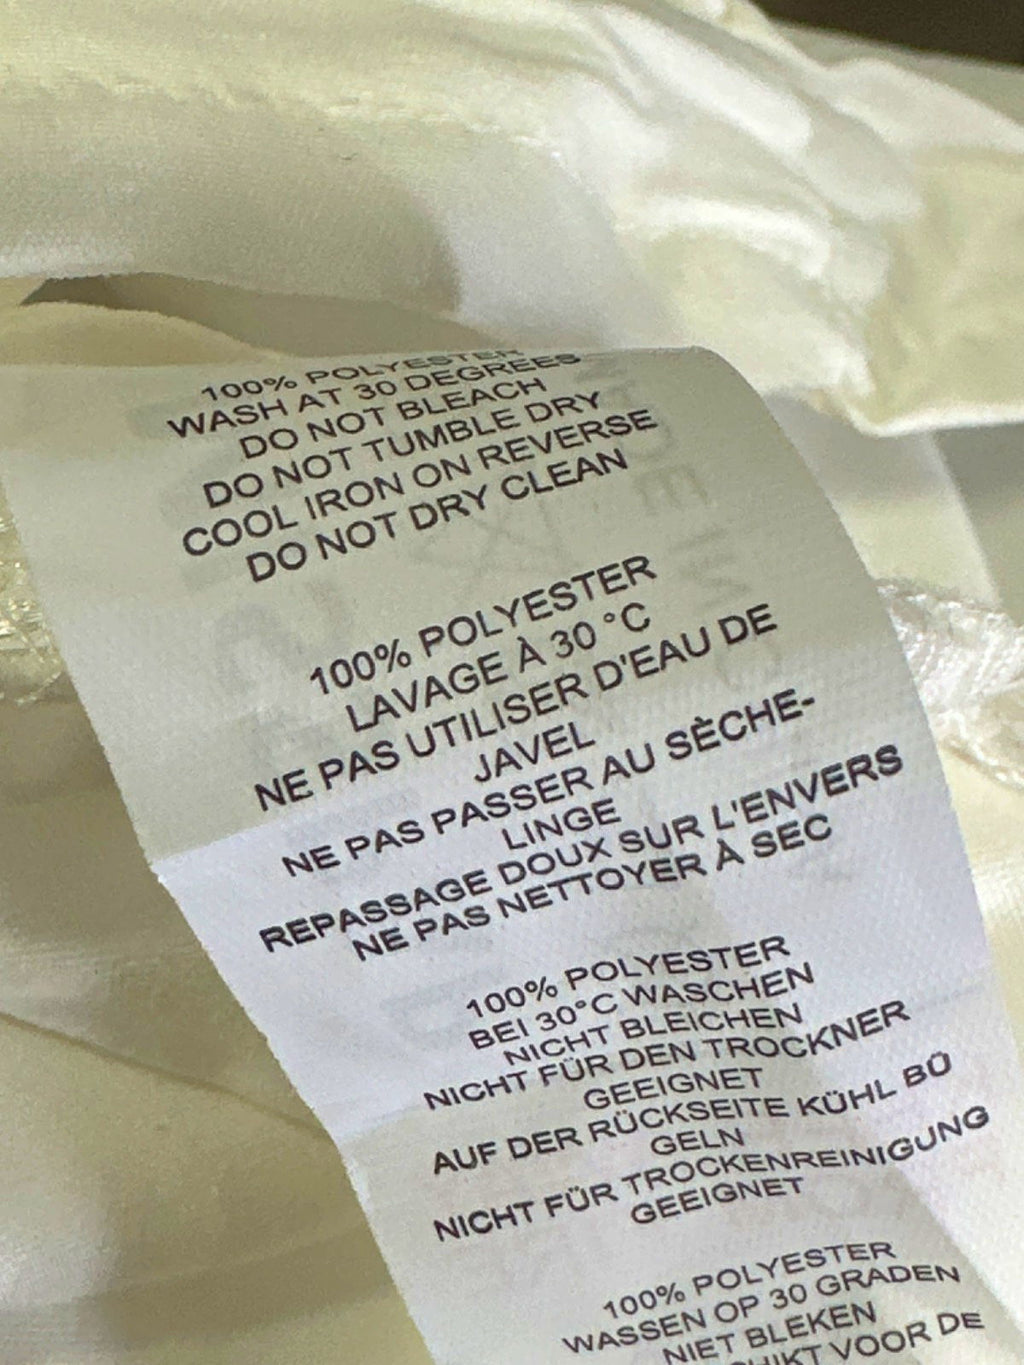 100% POLYESTER
WASH AT 30 DEGREES
DO NOT BLEACH
DO NOT TUMBLE DRY
COOL IRON ON REVERSE
DO NOT DRY CLEAN
100% POLYESTER
LAVAGE À 30 °C
NE PAS UTILISER D'EAU DE
JAVEL
NE PAS PASSER AU SÈCHE-
LINGE
REPASSAGE DOUX SUR L'ENVERS
NE PAS NETTOYER À SEC
100% POLYESTER
BEI 30°C WASCHEN
NICHT BLEICHEN
NICHT FÜR DEN TROCKNER
GEEIGNET
AUF DER RÜCKSEITE KÜHL BÜ
GELN
NICHT FÜR TROCKENREINIGUNG
GEEIGNET
100% POLYESTER
WASSEN OP 30 GRADEN
NIET BLEKEN
VOOR DE